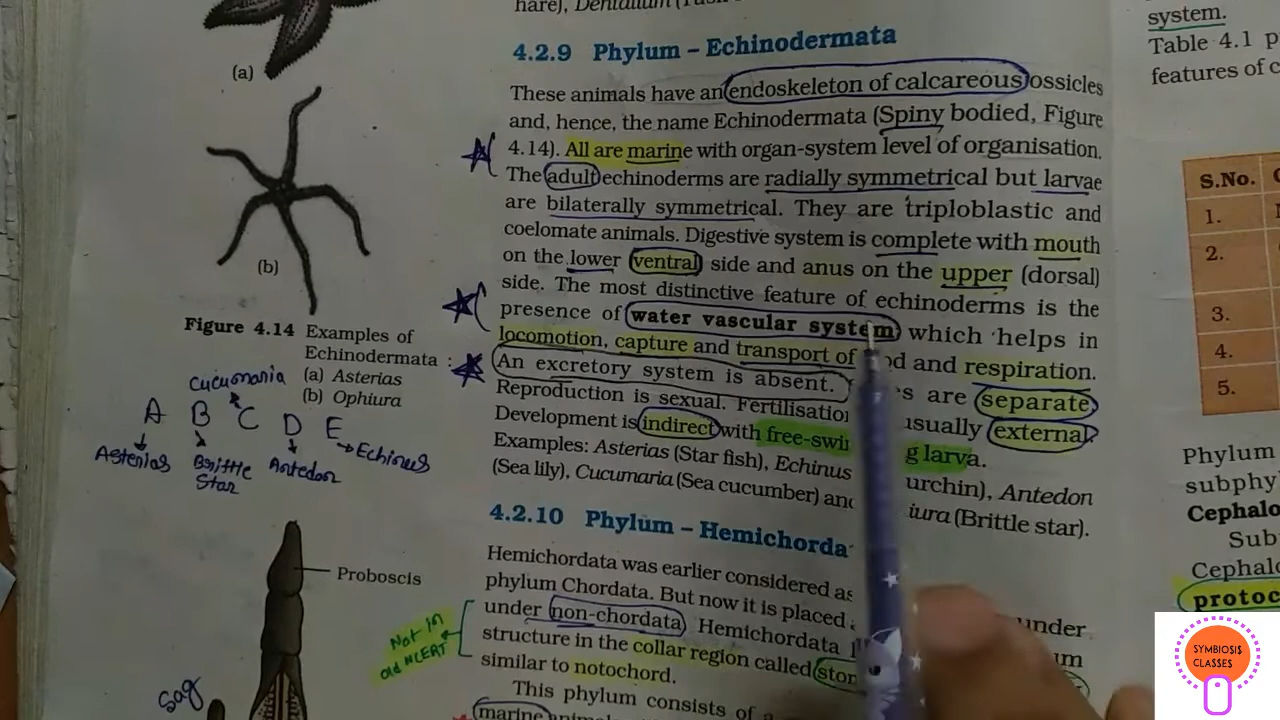 hare),
(a)
(b)
Figure 4.14 Examples of
Echinodermata :
(a) Asterias
(b) Ophiura
Cucumaria
A B C D E
Asterias
Brittle
Star
Antedon
Echinus
Proboscis
4.2.9 Phylum – Echinodermata
These animals have an endoskeleton of calcareous ossicles
and, hence, the name Echinodermata (Spiny bodied, Figure
4.14). All are marine with organ-system level of organisation.
The adult echinoderms are radially symmetrical but larvae
are bilaterally symmetrical. They are triploblastic and
coelomate animals. Digestive system is complete with mouth
on the lower (ventral) side and anus on the upper (dorsal)
side. The most distinctive feature of echinoderms is the
presence of water vascular system which helps in
locomotion, capture and transport of and respiration.
An excretory system is absent. are separate.
Reproduction is sexual. usually external.
Development is indirect with larva.
Examples: Asterias (Star fish), Echinus urchin), Antedon
(Sea lily), Cucumaria (Sea cucumber) (Brittle star).
4.2.10 Phylum –
Hemichordata was earlier considered as
phylum Chordata. But now it is placed under
under non-chordata. Hemichordata
structure in the collar region called
similar to notochord.
This phylum consists of a
marine
Not in
old NCERT
system.
Table 4.1
features of
S.No.
1.
2.
3.
4.
5.
Phylum
subphy
Cephalo
Sub
Cephalo
protoc
SYMBIOSIS
CLASSES